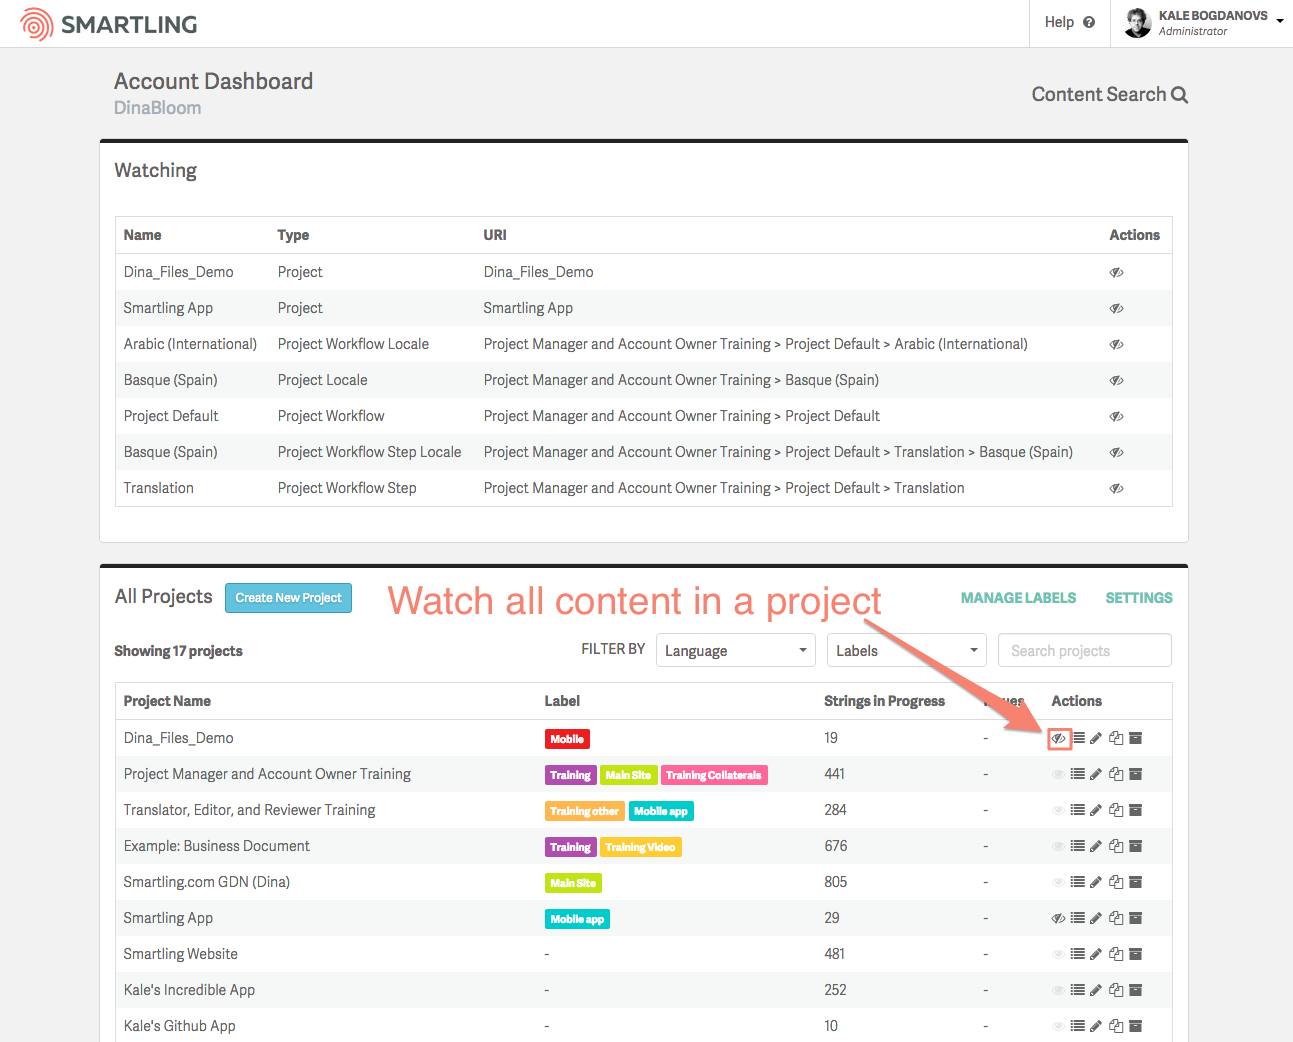 SMARTLING
Help
KALE BOGDANOVS
Administrator
Account Dashboard
DinaBloom
Content Search
Watching
Name Type URI Actions
Dina_Files_Demo Project Dina_Files_Demo
Smartling App Project Smartling App
Arabic (International) Project Workflow Locale Project Manager and Account Owner Training > Project Default > Arabic (International)
Basque (Spain) Project Locale Project Manager and Account Owner Training > Basque (Spain)
Project Default Project Workflow Project Manager and Account Owner Training > Project Default
Basque (Spain) Project Workflow Step Locale Project Manager and Account Owner Training > Project Default > Translation > Basque (Spain)
Translation Project Workflow Step Project Manager and Account Owner Training > Project Default > Translation
All Projects Create New Project Watch all content in a project MANAGE LABELS SETTINGS
Showing 17 projects FILTER BY Language Labels Search projects
Project Name Label Strings in Progress Actions
Dina_Files_Demo Mobile 19 -
Project Manager and Account Owner Training Training Main Site Training Collaterals 441 -
Translator, Editor, and Reviewer Training Training other Mobile app 284 -
Example: Business Document Training Training Video 676 -
Smartling.com GDN (Dina) Main Site 805 -
Smartling App Mobile app 29 -
Smartling Website - 481 -
Kale's Incredible App - 252 -
Kale's Github App - 10 -